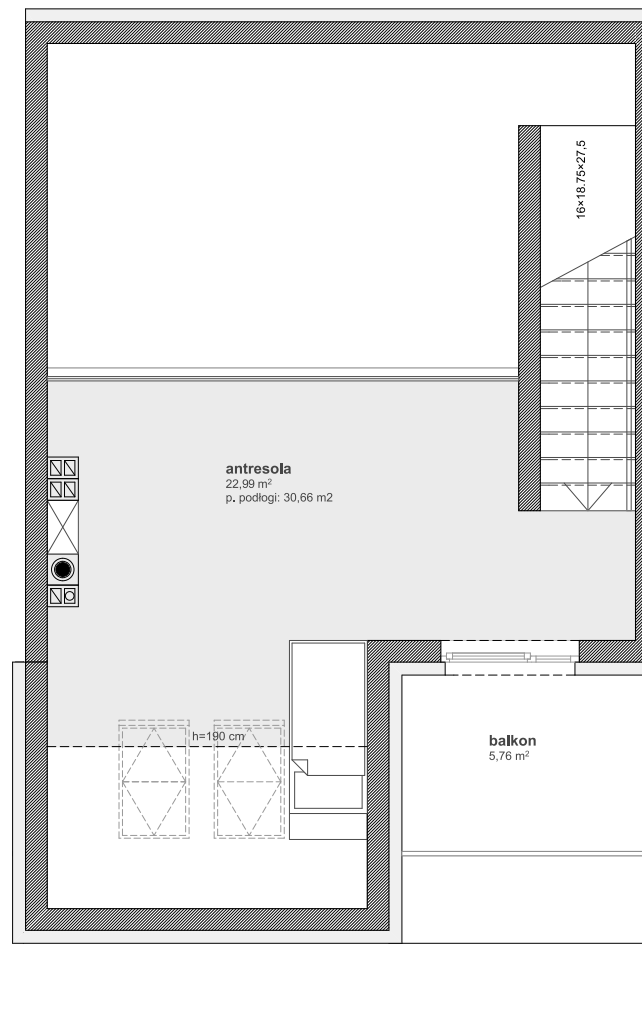 16×18.75×27,5
antresola
22,99 m²
p. podłogi: 30,66 m2
h=190 cm
balkon
5,76 m²